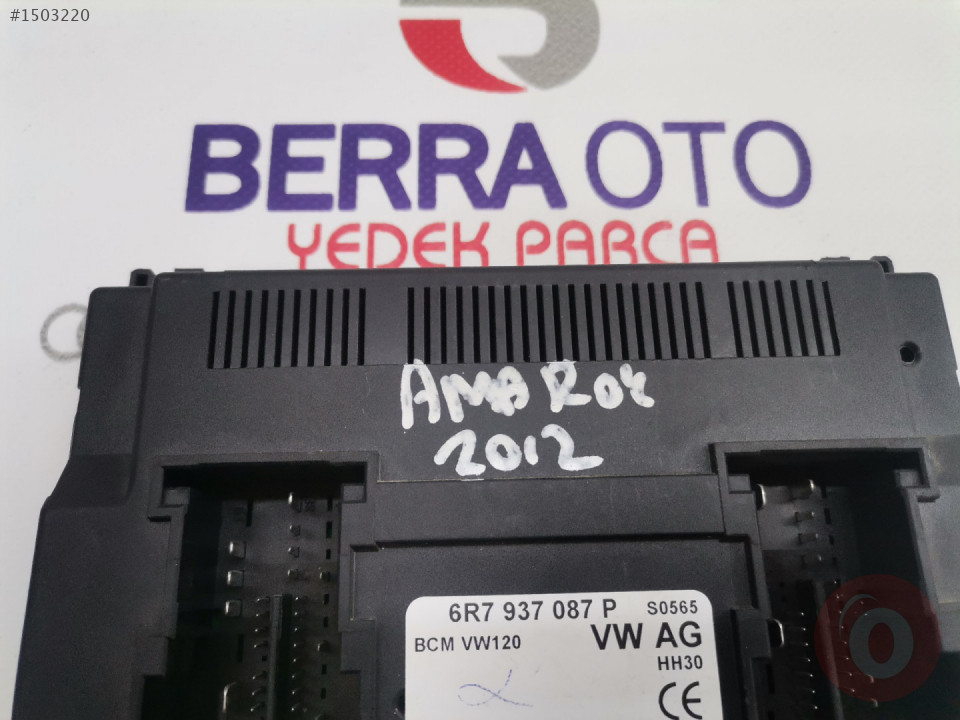 #1503220
BERRA OTO
YEDEK PARÇA
AMAROK
2012
6R7 937 087 P S0565
BCM VW120 VW AG
HH30
CE